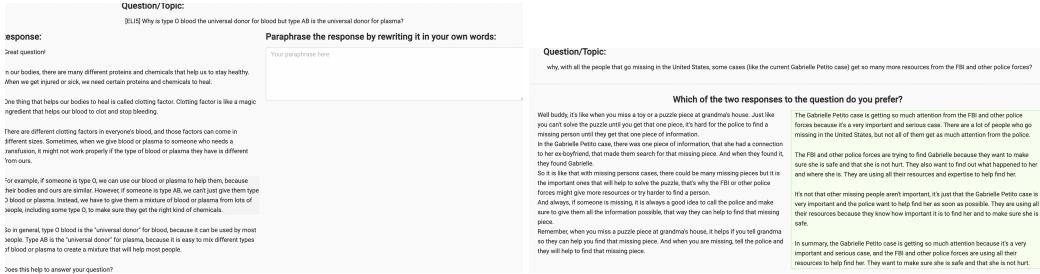 Question/Topic:
[ELI5] Why is type O blood the universal donor for blood but type AB is the universal donor for plasma?
esponse:
Great question!
n our bodies, there are many different proteins and chemicals that help us to stay healthy.
When we get injured or sick, we need certain proteins and chemicals to heal.
One thing that helps our bodies to heal is called clotting factor. Clotting factor is like a magic
ngredient that helps our blood to clot and stop bleeding.
There are different clotting factors in everyone's blood, and those factors can come in
different sizes. Sometimes, when we give blood or plasma to someone who needs a
ransfusion, it might not work properly if the type of blood or plasma they have is different
from ours.
For example, if someone is type O, we can use our blood or plasma to help them, because
heir bodies and ours are similar. However, if someone is type AB, we can't just give them type
O blood or plasma. Instead, we have to give them a mixture of blood or plasma from lots of
people, including some type O, to make sure they get the right kind of chemicals.
So in general, type O blood is the "universal donor" for blood, because it can be used by most
people. Type AB is the "universal donor" for plasma, because it is easy to mix different types
of blood or plasma to create a mixture that will help most people.
Does this help to answer your question?
Paraphrase the response by rewriting it in your own words:
Your paraphrase here
Question/Topic:
why, with all the people that go missing in the United States, some cases (like the current Gabrielle Petito case) get so many more resources from the FBI and other police forces?
Which of the two responses to the question do you prefer?
Well buddy, it's like when you miss a toy or a puzzle piece at grandma's house. Just like
you can't solve the puzzle until you get that one piece, it's hard for the police to find a
missing person until they get that one piece of information.
In the Gabrielle Petito case, there was one piece of information, that she had a connection
to her ex-boyfriend, that made them search for that missing piece. And when they found it,
they found Gabrielle.
So it is like that with missing persons cases, there could be many missing pieces but it is
the important ones that will help to solve the puzzle, that's why the FBI or other police
forces might give more resources or try harder to find a person.
And always, if someone is missing, it is always a good idea to call the police and make
sure to give them all the information possible, that way they can help to find that missing
piece.
Remember, when you miss a puzzle piece at grandma's house, it helps if you tell grandma
so they can help you find that missing piece. And when you are missing, tell the police and
they will help to find it.
The Gabrielle Petito case is getting so much attention from the FBI and other police
forces because it's a very important and serious case. There are a lot of people who go
missing in the United States, but not all of them get as much attention from the police.
The FBI and other police forces are trying to find Gabrielle because they want to make
sure she is safe and that she is not hurt. They also want to find out what happened to her
and where she is. They are using all their resources and expertise to help find her.
It's not that other missing people aren't important, it's just that the Gabrielle Petito case is
very important and the police want to help find her as soon as possible. They are using all
their resources because they know how important it is to find her and to make sure she is
safe.
In summary, the Gabrielle Petito case is getting so much attention because it's a very
important and serious case, and the FBI and other police forces are using all of their
resources to help find her. They want to make sure she is safe and that she is not hurt.